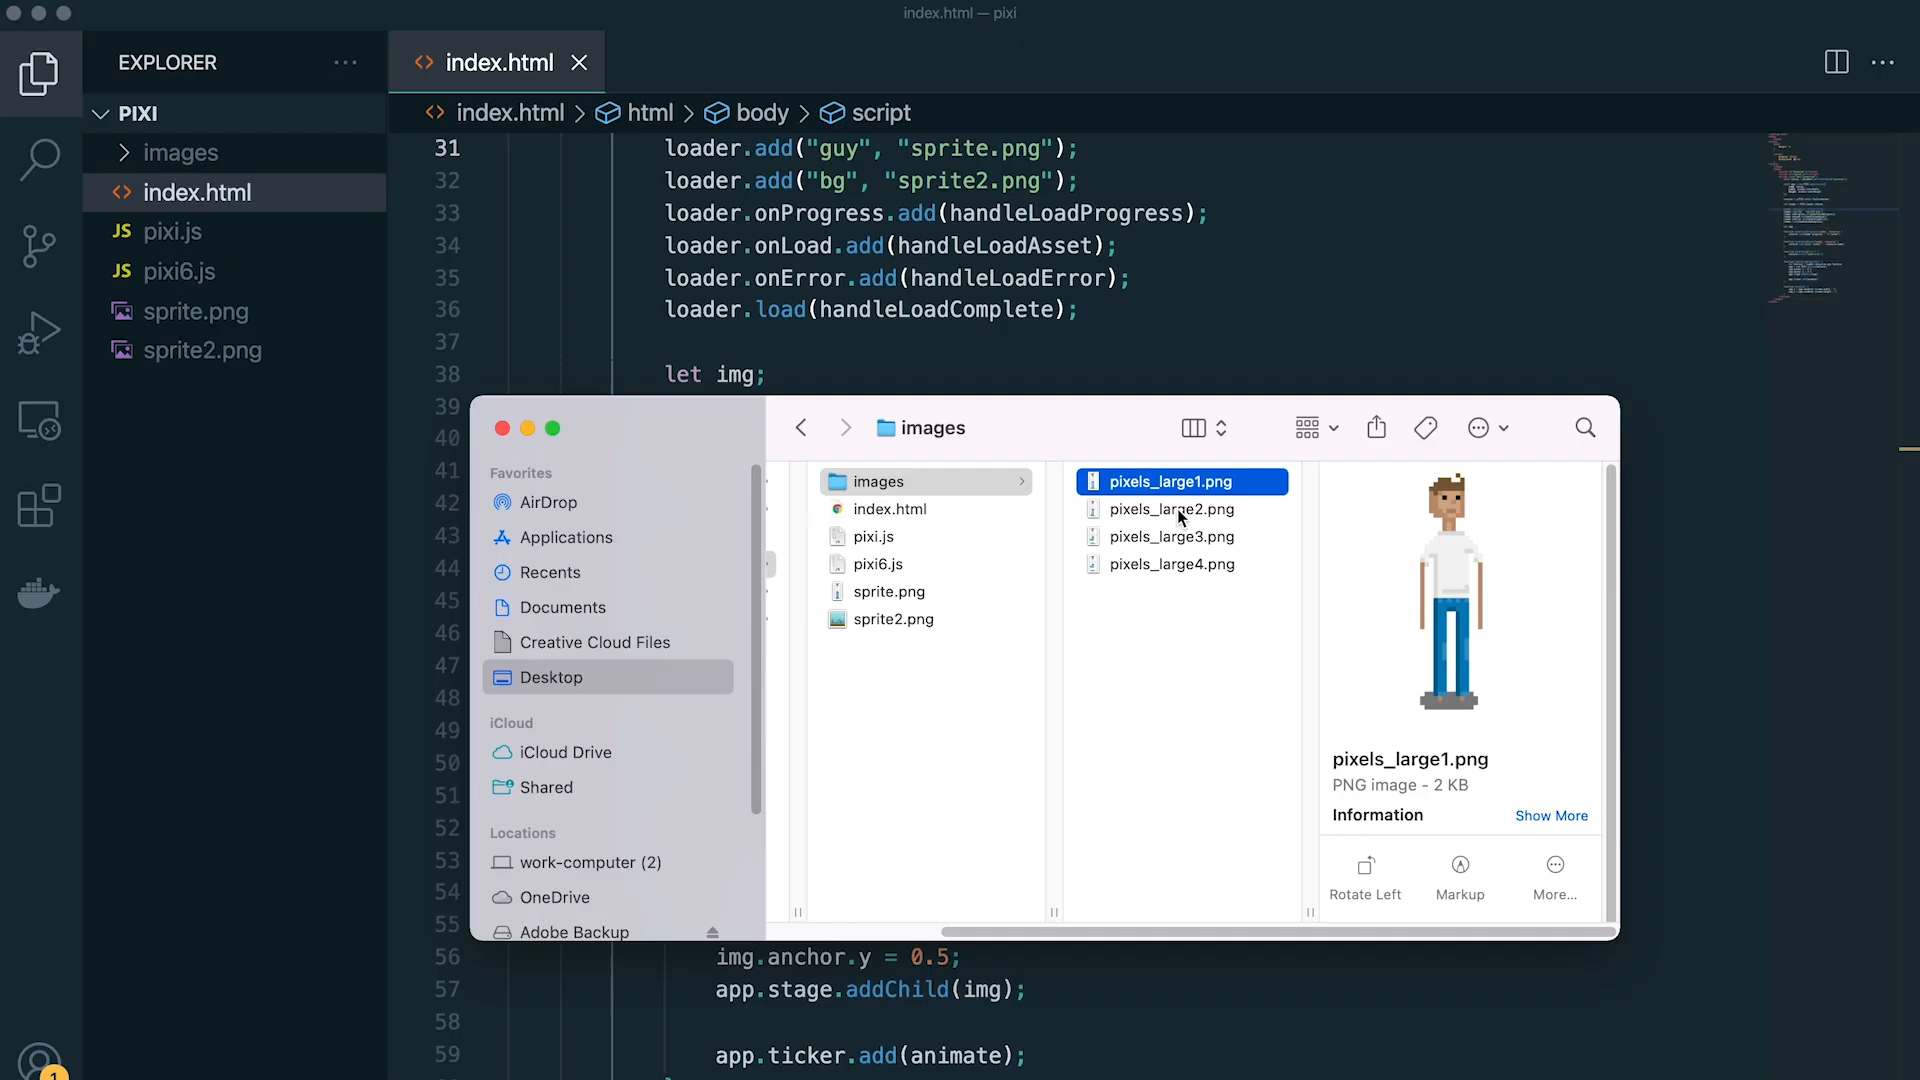 index.html — pixi
EXPLORER
index.html
PIXI
images
index.html
JS pixi.js
JS pixi6.js
sprite.png
sprite2.png
index.html > html > body > script
31 loader.add("guy", "sprite.png");
32 loader.add("bg", "sprite2.png");
33 loader.onProgress.add(handleLoadProgress);
34 loader.onLoad.add(handleLoadAsset);
35 loader.onError.add(handleLoadError);
36 loader.load(handleLoadComplete);
37
38 let img;
39
40
41
42
43
44
45
46
47
48
49
50
51
52
53
54
55
56 img.anchor.y = 0.5;
57 app.stage.addChild(img);
58
59 app.ticker.add(animate);
1
images
Favorites
AirDrop
Applications
Recents
Documents
Creative Cloud Files
Desktop
iCloud
iCloud Drive
Shared
Locations
work-computer (2)
OneDrive
Adobe Backup
images
index.html
pixi.js
pixi6.js
sprite.png
sprite2.png
pixels_large1.png
pixels_large2.png
pixels_large3.png
pixels_large4.png
pixels_large1.png
PNG image - 2 KB
Information Show More
Rotate Left Markup More...